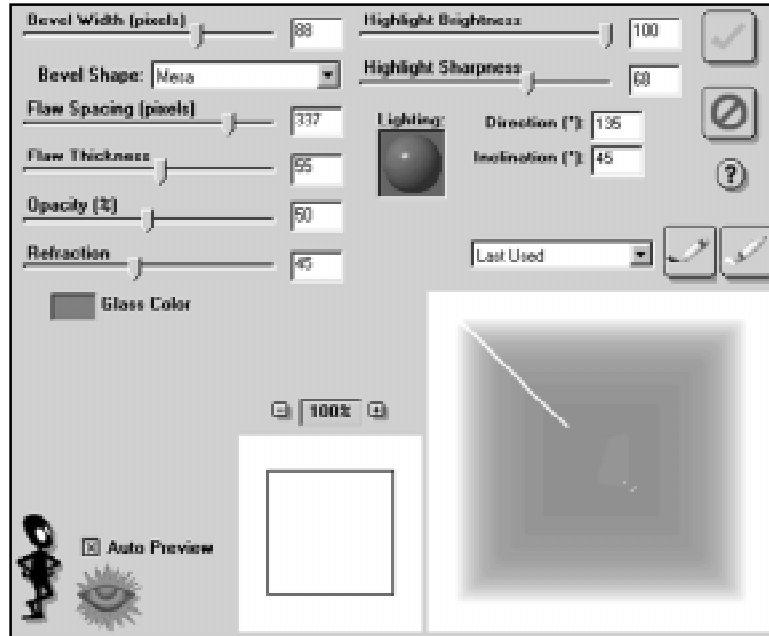 Bevel Width (pixels)
88
Bevel Shape: Mesa
Flaw Spacing (pixels)
337
Flaw Thickness
55
Opacity (%)
50
Refraction
45
Glass Color
Highlight Brightness
100
Highlight Sharpness
68
Lighting:
Direction (°): 135
Inclination (°): 45
?
Last Used
100%
Auto Preview